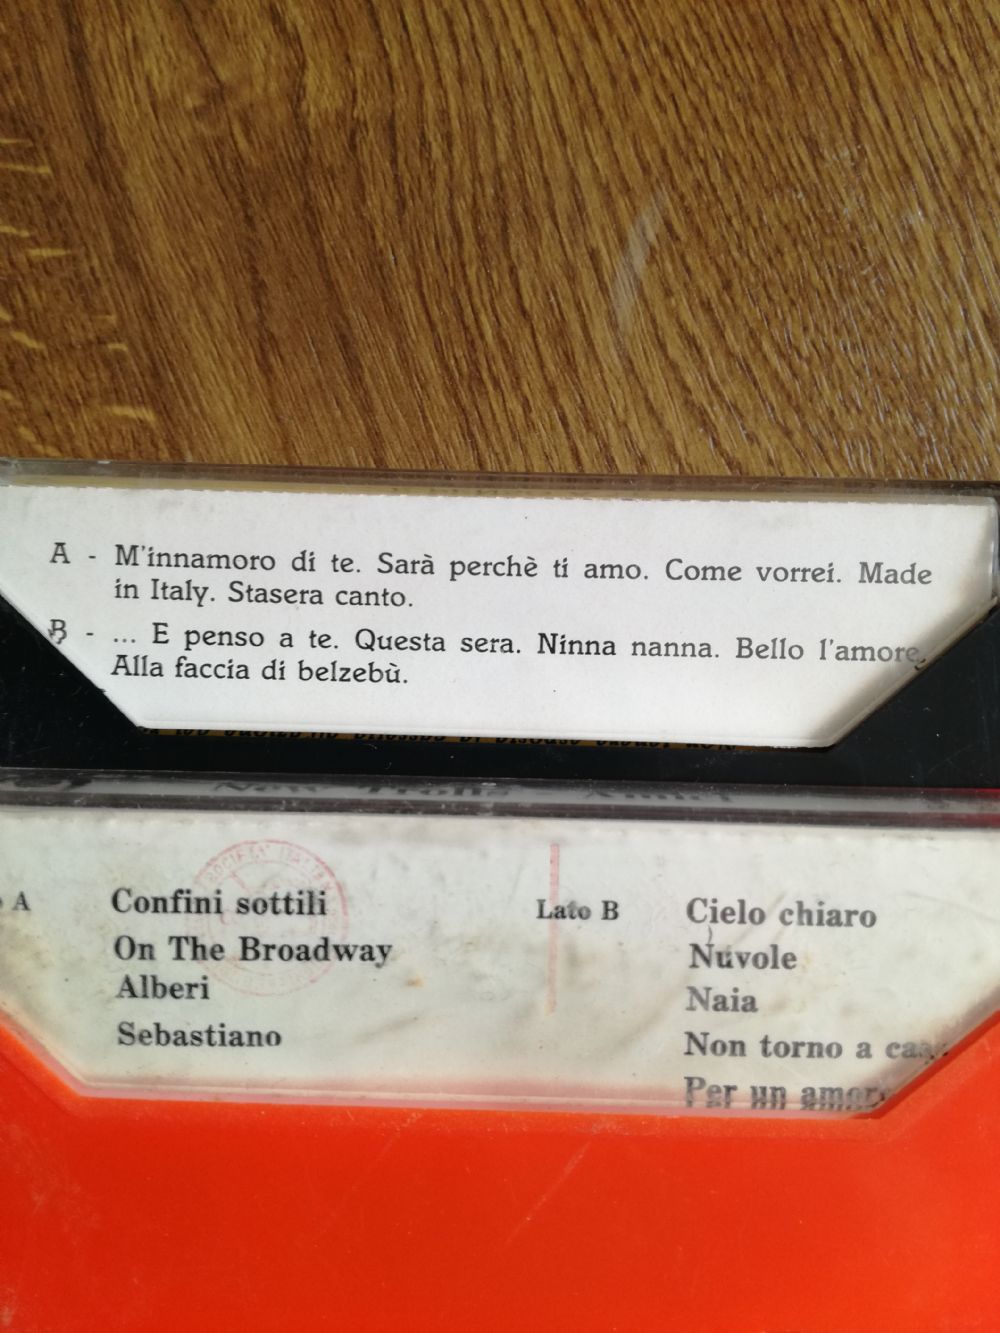 A - M'innamoro di te. Sarà perchè ti amo. Come vorrei. Made
in Italy. Stasera canto.
B - ... E penso a te. Questa sera. Ninna nanna. Bello l'amore.
Alla faccia di belzebù.
A
Confini sottili
On The Broadway
Alberi
Sebastiano
Lato B
Cielo chiaro
Nuvole
Naia
Non torno a
Per un